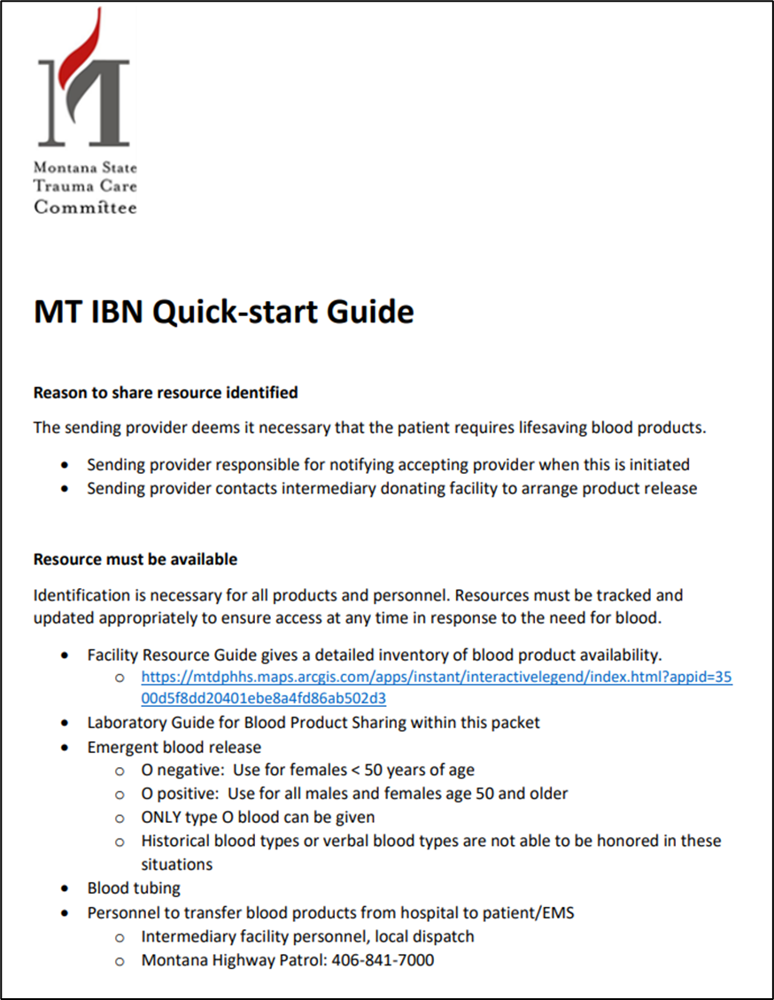 Montana State
Trauma Care
Committee
MT IBN Quick-start Guide
Reason to share resource identified
The sending provider deems it necessary that the patient requires lifesaving blood products.
• Sending provider responsible for notifying accepting provider when this is initiated
• Sending provider contacts intermediary donating facility to arrange product release
Resource must be available
Identification is necessary for all products and personnel. Resources must be tracked and
updated appropriately to ensure access at any time in response to the need for blood.
• Facility Resource Guide gives a detailed inventory of blood product availability.
o https://mtdphhs.maps.arcgis.com/apps/instant/interactivelegend/index.html?appid=35
00d5f8dd20401ebe8a4fd86ab502d3
• Laboratory Guide for Blood Product Sharing within this packet
• Emergent blood release
o O negative: Use for females < 50 years of age
o O positive: Use for all males and females age 50 and older
o ONLY type O blood can be given
o Historical blood types or verbal blood types are not able to be honored in these
situations
• Blood tubing
• Personnel to transfer blood products from hospital to patient/EMS
o Intermediary facility personnel, local dispatch
o Montana Highway Patrol: 406-841-7000